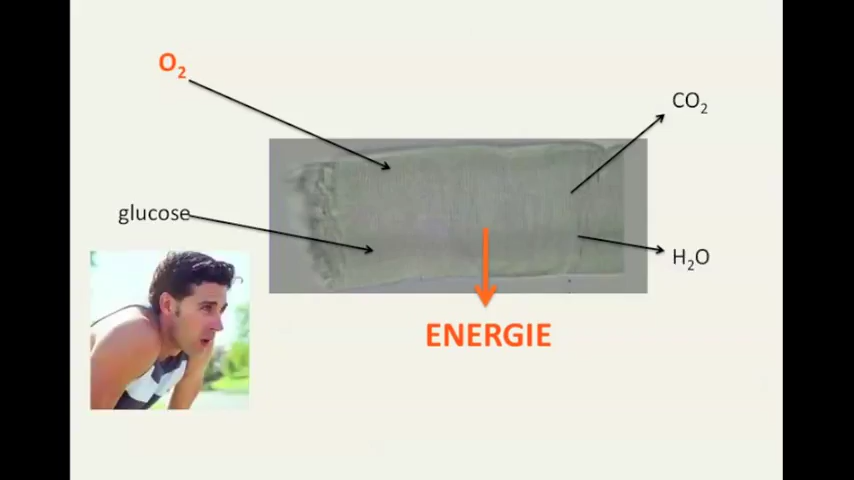 O₂
CO₂
glucose
H₂O
ENERGIE